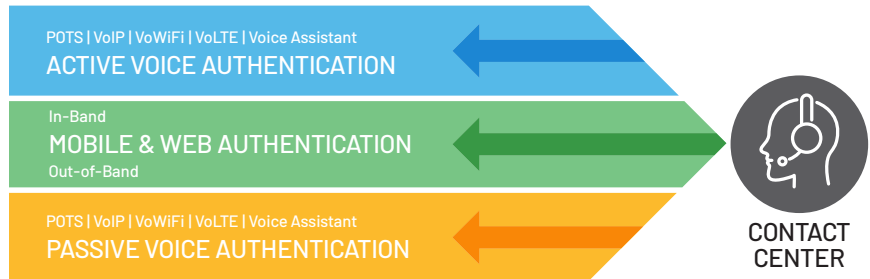 POTS | VoIP | VoWiFi | VoLTE | Voice Assistant
ACTIVE VOICE AUTHENTICATION
In-Band
MOBILE & WEB AUTHENTICATION
Out-of-Band
POTS | VoIP | VoWiFi | VoLTE | Voice Assistant
PASSIVE VOICE AUTHENTICATION
CONTACT
CENTER